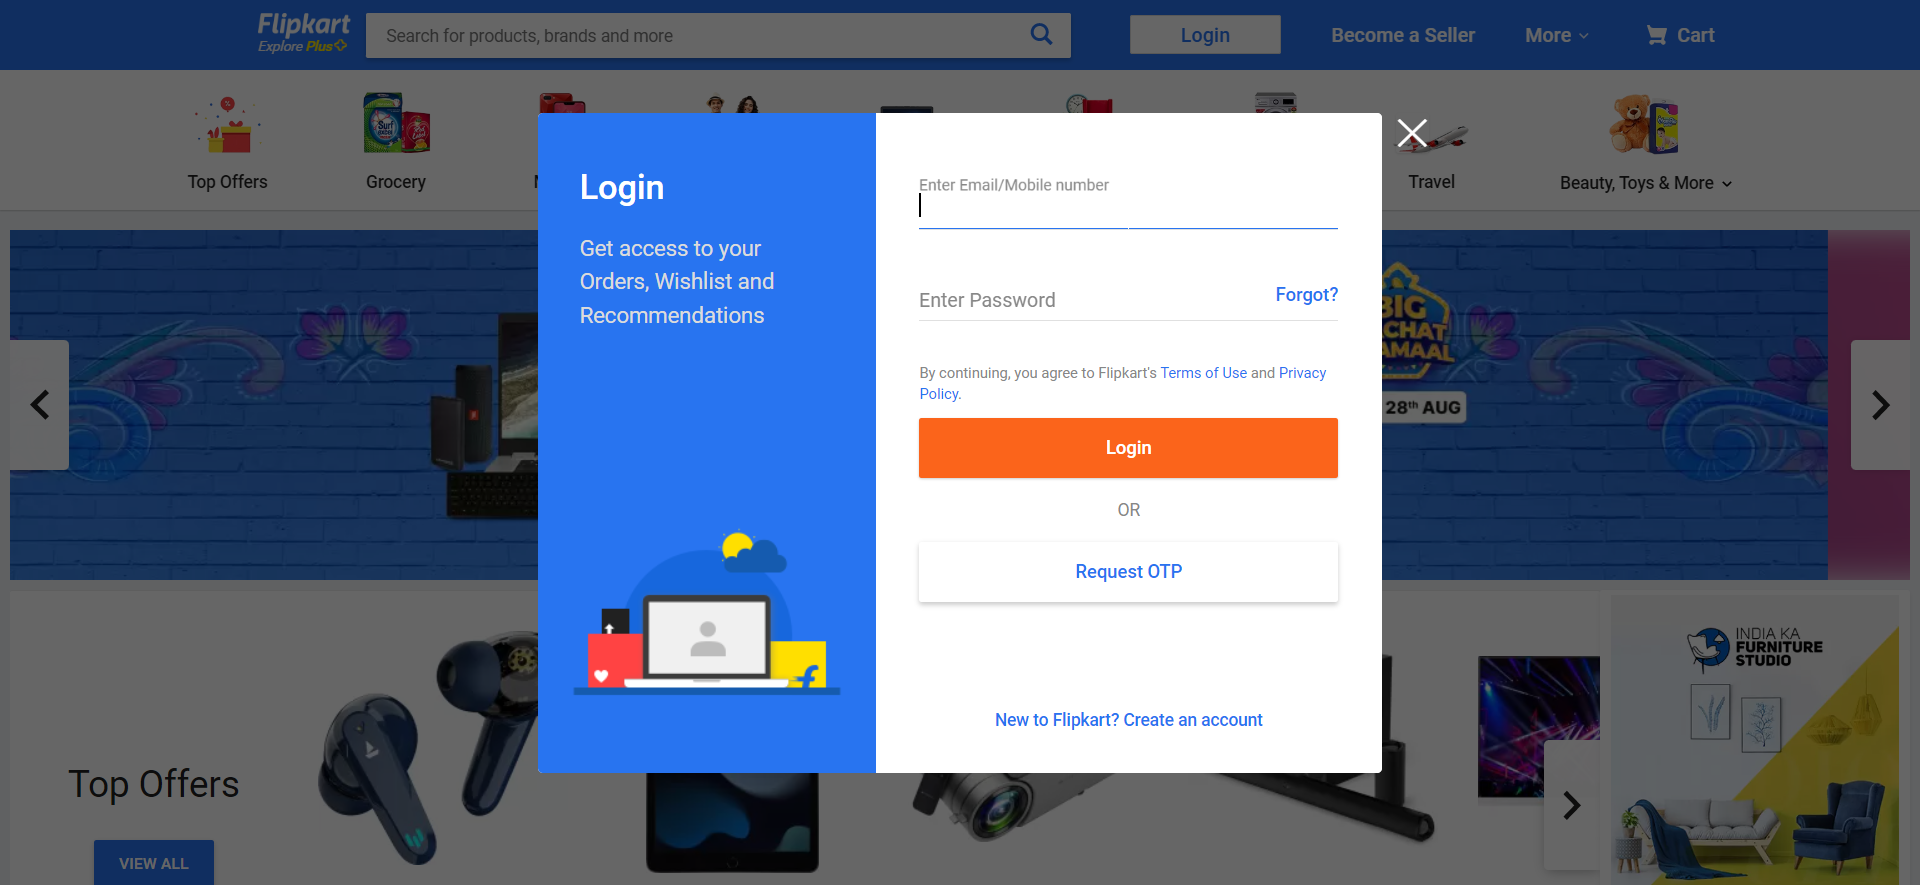 Flipkart
Explore Plus
Search for products, brands and more
Login
Become a Seller
More
Cart
Top Offers
Grocery
Travel
Beauty, Toys & More
Login
Get access to your
Orders, Wishlist and
Recommendations
Enter Email/Mobile number
Enter Password
Forgot?
By continuing, you agree to Flipkart's Terms of Use and Privacy
Policy.
Login
OR
Request OTP
New to Flipkart? Create an account
BIG
28th AUG
Top Offers
VIEW ALL
INDIA KA
FURNITURE
STUDIO